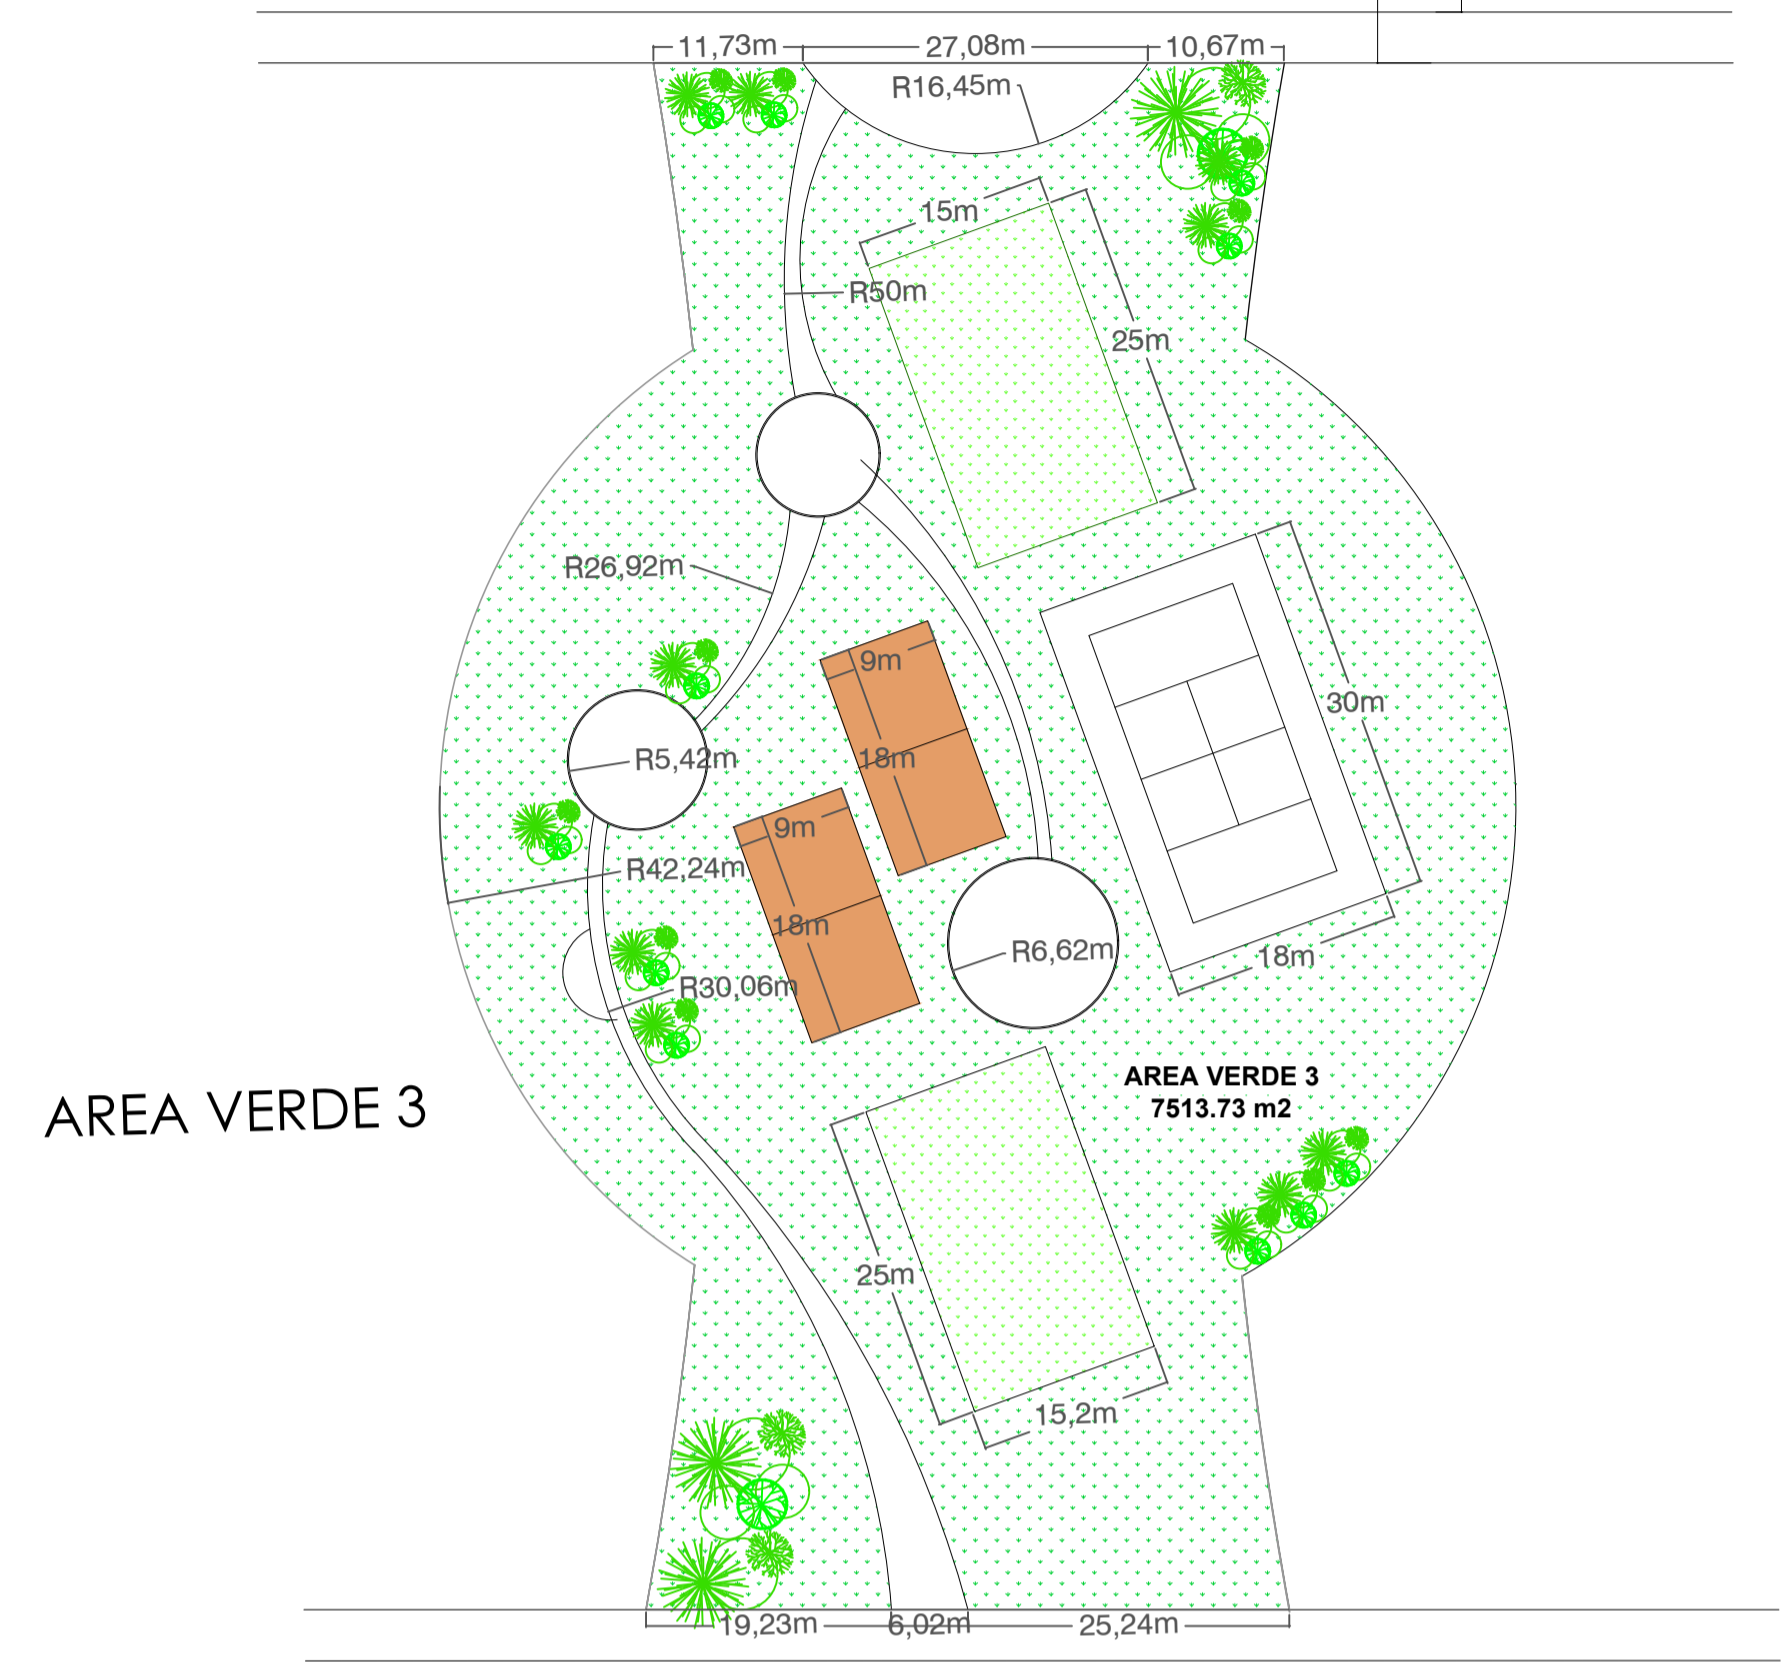 11,73m
27,08m
10,67m
R16,45m
15m
R50m
25m
R26,92m
9m
30m
R5,42m
18m
9m
R42,24m
18m
R6,62m
18m
R30,06m
AREA VERDE 3
7513.73 m2
AREA VERDE 3
25m
15,2m
19,23m
6,02m
25,24m